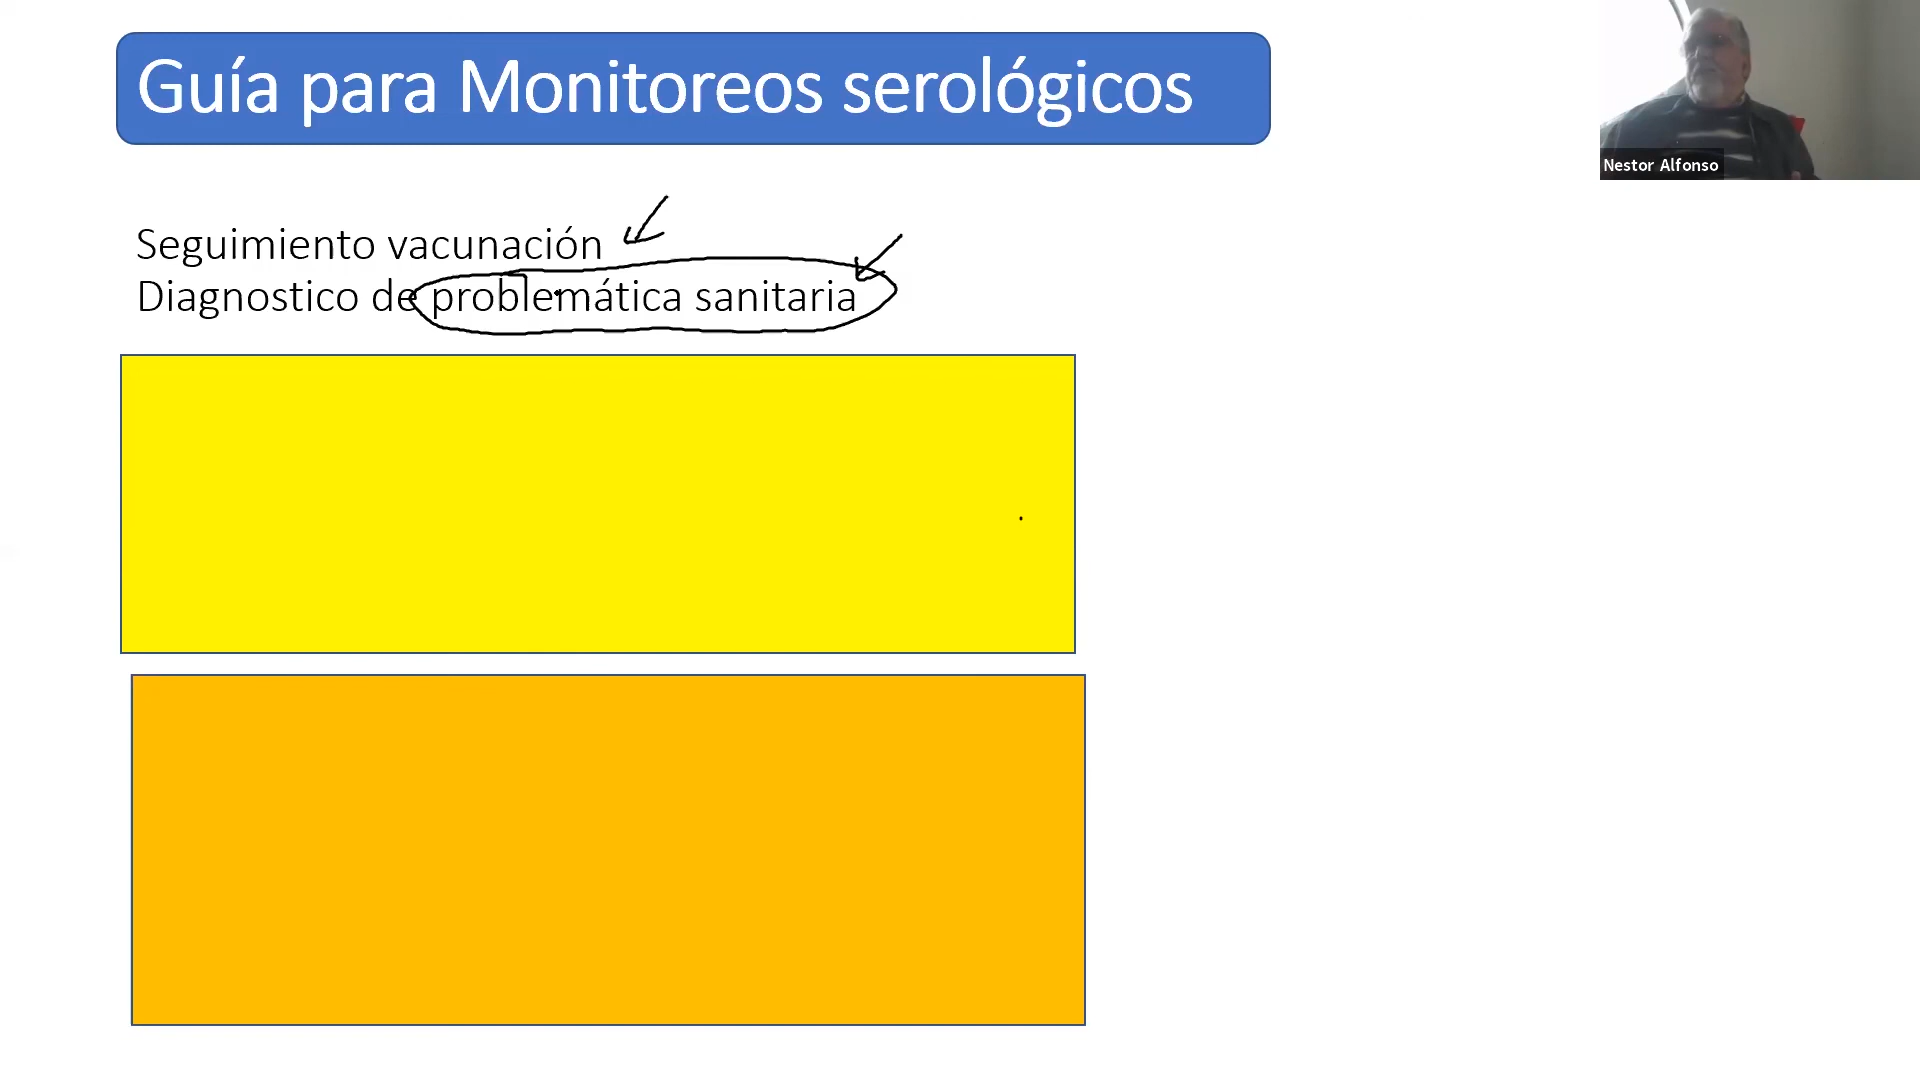 Guía para Monitoreos serológicos
Nestor Alfonso
Seguimiento vacunación
Diagnostico de problemática sanitaria